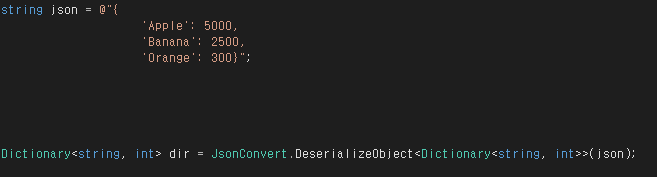 string json = @"{
'Apple': 5000,
'Banana': 2500,
'Orange': 300}";
Dictionary<string, int> dir = JsonConvert.DeserializeObject<Dictionary<string, int>>(json);